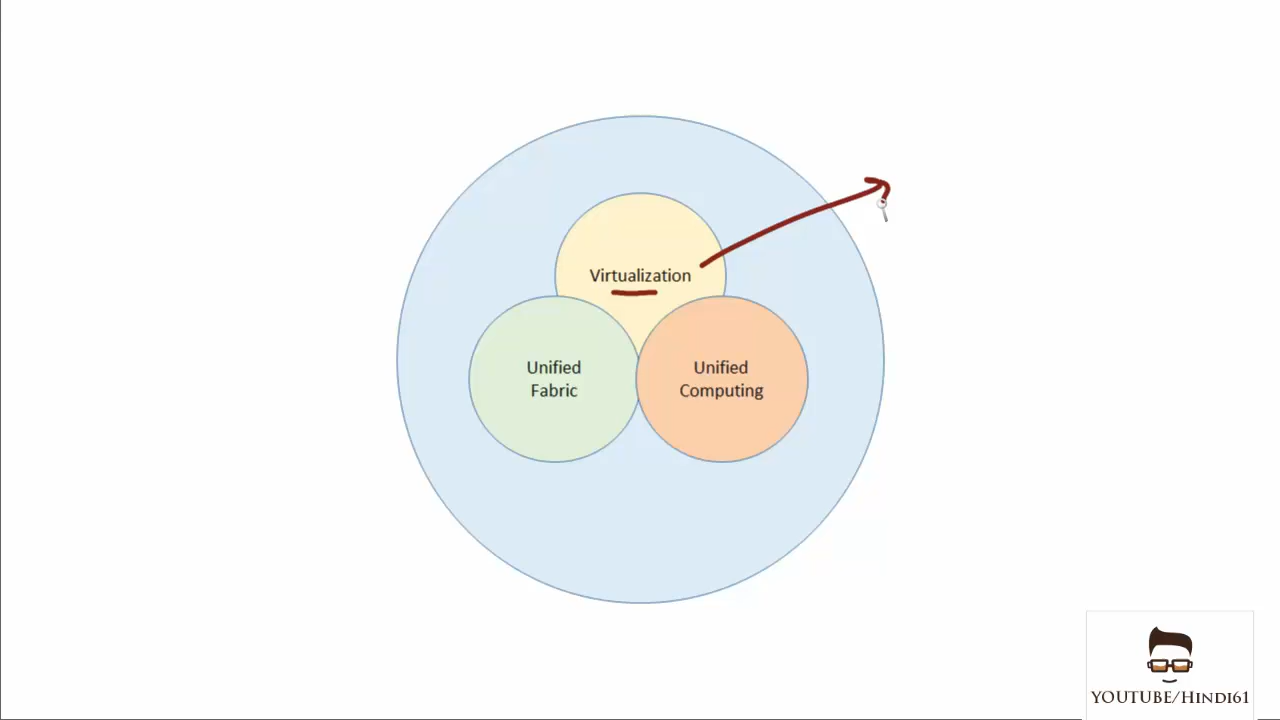 Virtualization
Unified
Fabric
Unified
Computing
YOUTUBE/HINDI61